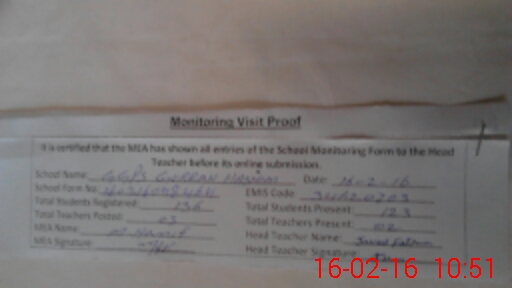 Monitoring Visit Proof
It is certified that the MEA has shown all entries of the School Monitoring Form to the Head
Teacher before its online submission.
School Name GGPS Date: 16-2-16
School Form No: EMIS Code:
Total Students Registered: 136 Total Students Present: 123
Total Teachers Posted: 03 Total Teachers Present: 02
MEA Name: Head Teacher Name:
MEA Signature: Head Teacher Signature:
16-02-16 10:51